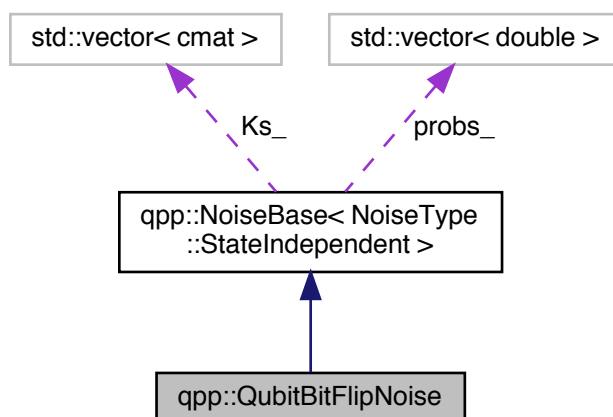 std::vector< cmat >
std::vector< double >
Ks_
probs_
qpp::NoiseBase< NoiseType
::StateIndependent >
qpp::QubitBitFlipNoise